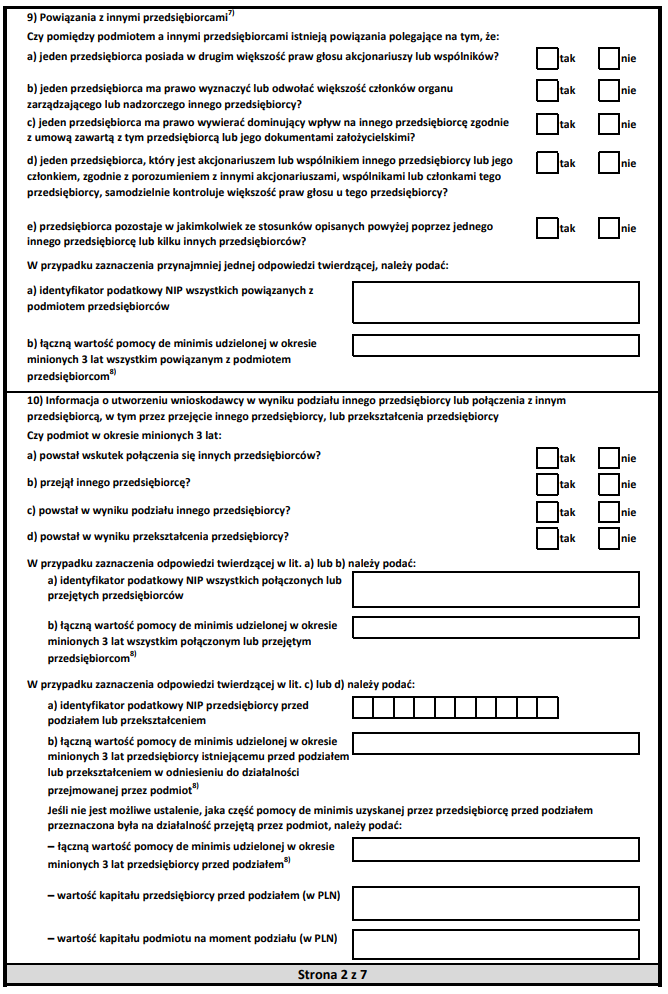 9) Powiązania z innymi przedsiębiorcami7)
Czy pomiędzy podmiotem a innymi przedsiębiorcami istnieją powiązania polegające na tym, że:
a) jeden przedsiębiorca posiada w drugim większość praw głosu akcjonariuszy lub wspólników? tak nie
b) jeden przedsiębiorca ma prawo wyznaczyć lub odwołać większość członków organu
zarządzającego lub nadzorczego innego przedsiębiorcy? tak nie
c) jeden przedsiębiorca ma prawo wywierać dominujący wpływ na innego przedsiębiorcę zgodnie
z umową zawartą z tym przedsiębiorcą lub jego dokumentami założycielskimi? tak nie
d) jeden przedsiębiorca, który jest akcjonariuszem lub wspólnikiem innego przedsiębiorcy lub jego
członkiem, zgodnie z porozumieniem z innymi akcjonariuszami, wspólnikami lub członkami tego
przedsiębiorcy, samodzielnie kontroluje większość praw głosu u tego przedsiębiorcy? tak nie
e) przedsiębiorca pozostaje w jakimkolwiek ze stosunków opisanych powyżej poprzez jednego
innego przedsiębiorcę lub kilku innych przedsiębiorców? tak nie
W przypadku zaznaczenia przynajmniej jednej odpowiedzi twierdzącej, należy podać:
a) identyfikator podatkowy NIP wszystkich powiązanych z
podmiotem przedsiębiorców
b) łączną wartość pomocy de minimis udzielonej w okresie
minionych 3 lat wszystkim powiązanym z podmiotem
przedsiębiorcom8)
10) Informacja o utworzeniu wnioskodawcy w wyniku podziału innego przedsiębiorcy lub połączenia z innym
przedsiębiorcą, w tym przez przejęcie innego przedsiębiorcy, lub przekształcenia przedsiębiorcy
Czy podmiot w okresie minionych 3 lat:
a) powstał wskutek połączenia się innych przedsiębiorców? tak nie
b) przejął innego przedsiębiorcę? tak nie
c) powstał w wyniku podziału innego przedsiębiorcy? tak nie
d) powstał w wyniku przekształcenia przedsiębiorcy? tak nie
W przypadku zaznaczenia odpowiedzi twierdzącej w lit. a) lub b) należy podać:
a) identyfikator podatkowy NIP wszystkich połączonych lub
przejętych przedsiębiorców
b) łączną wartość pomocy de minimis udzielonej w okresie
minionych 3 lat wszystkim połączonym lub przejętym
przedsiębiorcom8)
W przypadku zaznaczenia odpowiedzi twierdzącej w lit. c) lub d) należy podać:
a) identyfikator podatkowy NIP przedsiębiorcy przed
podziałem lub przekształceniem
b) łączną wartość pomocy de minimis udzielonej w okresie
minionych 3 lat przedsiębiorcy istniejącemu przed podziałem
lub przekształceniem w odniesieniu do działalności
przejmowanej przez podmiot8)
Jeśli nie jest możliwe ustalenie, jaka część pomocy de minimis uzyskanej przez przedsiębiorcę przed podziałem
przeznaczona była na działalność przejętą przez podmiot, należy podać:
– łączną wartość pomocy de minimis udzielonej w okresie
minionych 3 lat przedsiębiorcy przed podziałem8)
– wartość kapitału przedsiębiorcy przed podziałem (w PLN)
– wartość kapitału podmiotu na moment podziału (w PLN)
Strona 2 z 7